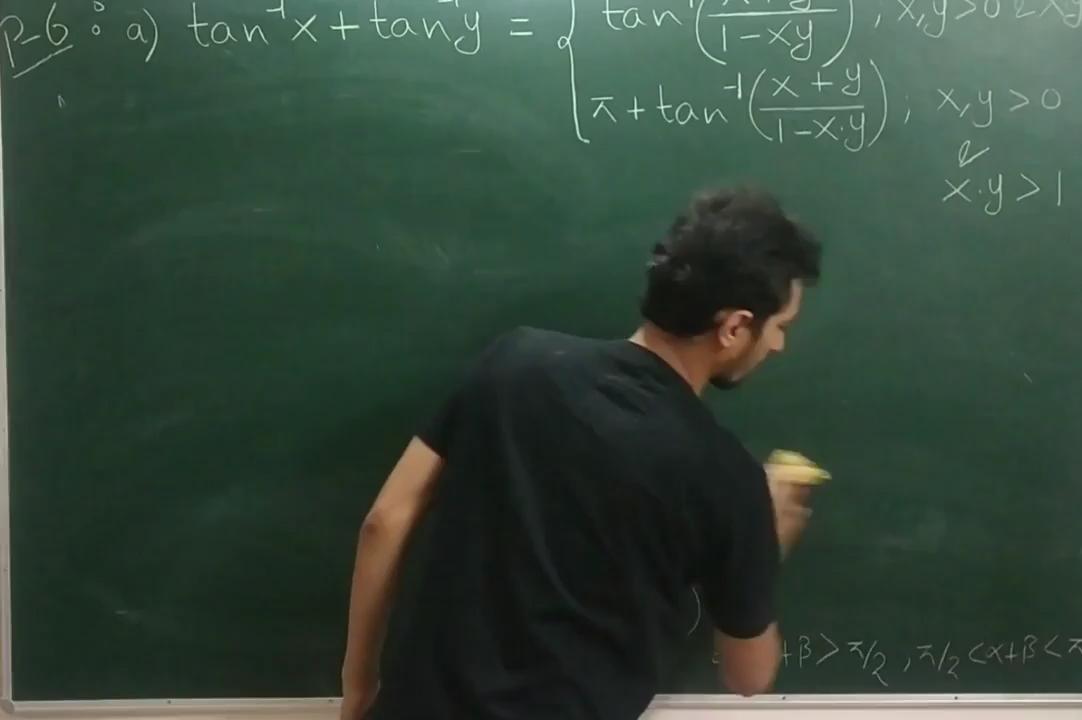 P-6 : a) tan⁻¹x + tan⁻¹y = { tan⁻¹((x+y)/(1-xy)) ; x,y>0 & xy
π + tan⁻¹((x+y)/(1-x·y)) ; x,y > 0
&
x·y > 1
+β > π/2 , π/2 < α+β < π